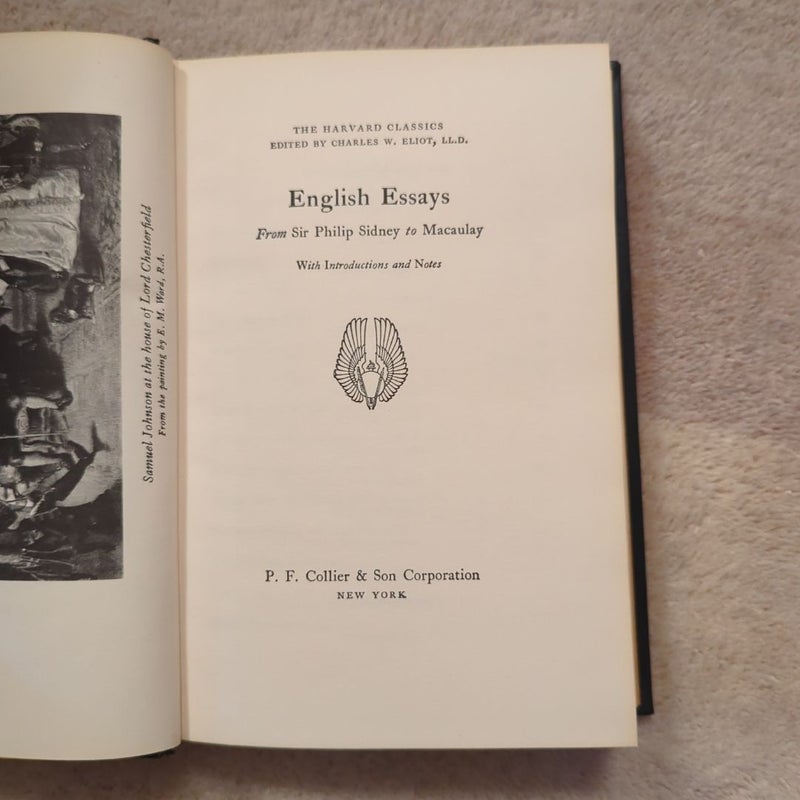 Samuel Johnson at the house of Lord Chesterfield
From the painting by E. M. Ward, R.A.
THE HARVARD CLASSICS
EDITED BY CHARLES W. ELIOT, LL.D.
English Essays
From Sir Philip Sidney to Macaulay
With Introductions and Notes
P. F. Collier & Son Corporation
NEW YORK